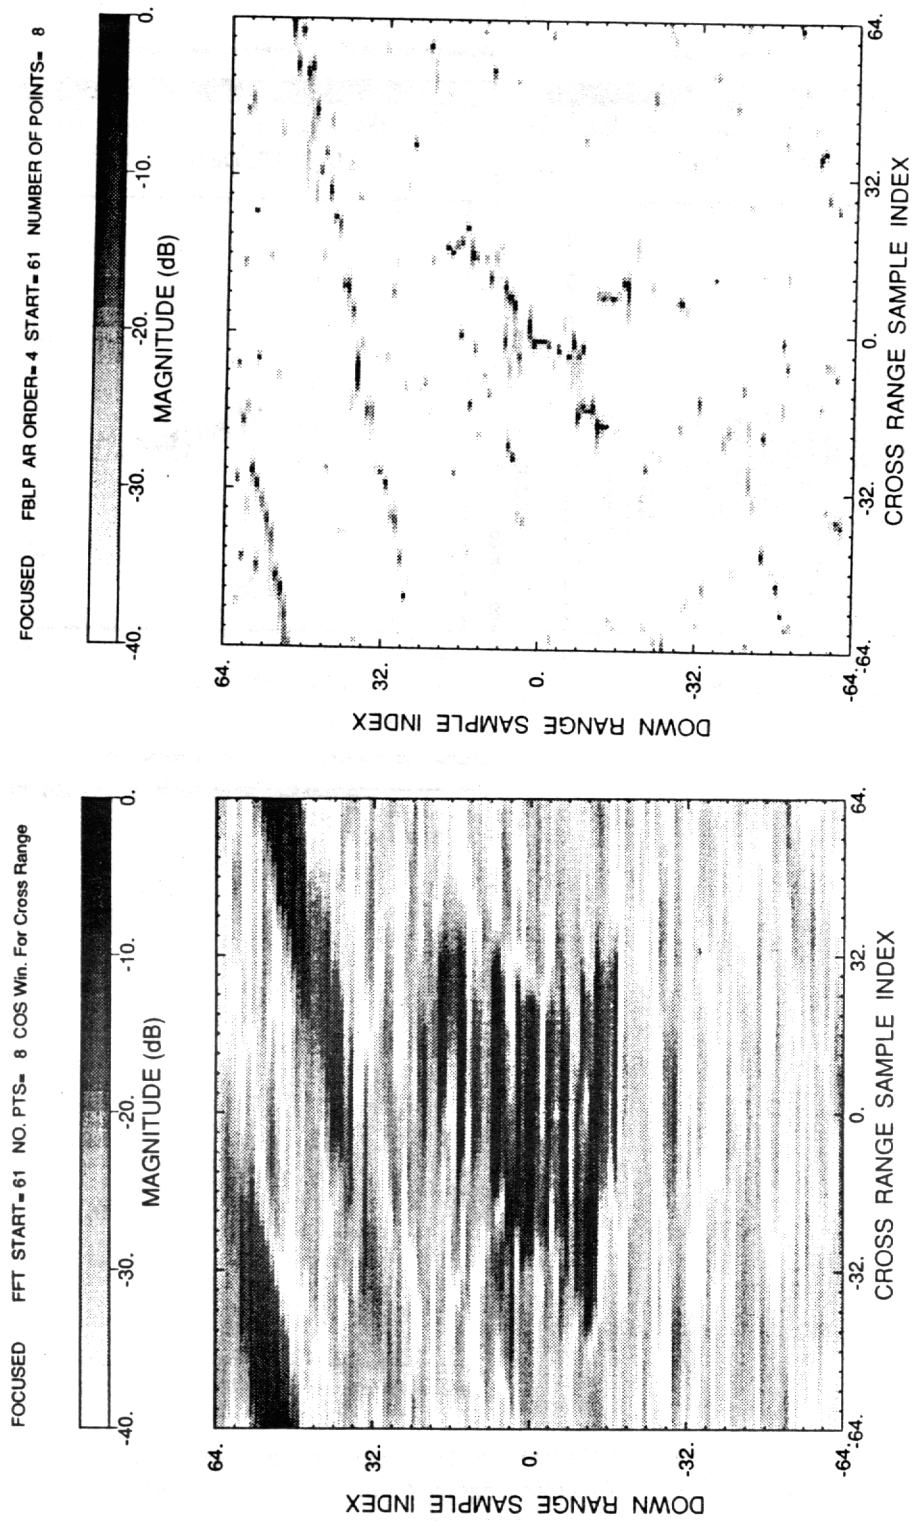 FOCUSED FFT START= 61 NO. PTS= 8 COS Win. For Cross Range
-40. -30. -20. -10. 0.
MAGNITUDE (dB)
64.
32.
0.
-32.
-64.
DOWN RANGE SAMPLE INDEX
-64. -32. 0. 32. 64.
CROSS RANGE SAMPLE INDEX
FOCUSED FBLP AR ORDER= 4 START= 61 NUMBER OF POINTS= 8
-40. -30. -20. -10. 0.
MAGNITUDE (dB)
64.
32.
0.
-32.
-64.
DOWN RANGE SAMPLE INDEX
-64. -32. 0. 32. 64.
CROSS RANGE SAMPLE INDEX